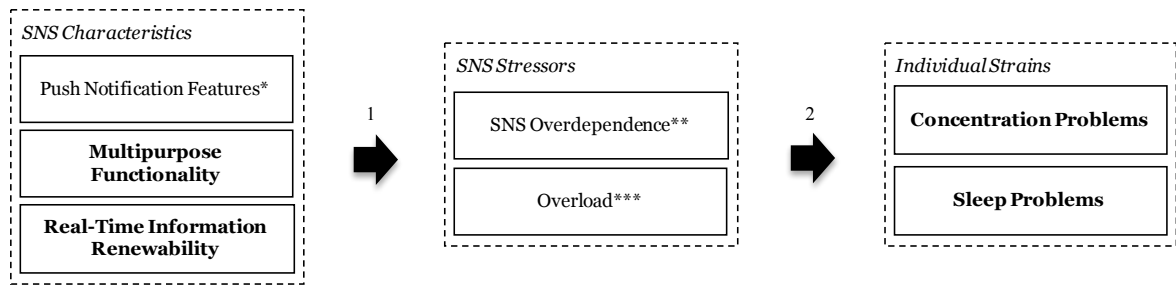 SNS Characteristics
Push Notification Features*
Multipurpose
Functionality
Real-Time Information
Renewability
1
SNS Stressors
SNS Overdependence**
Overload***
2
Individual Strains
Concentration Problems
Sleep Problems